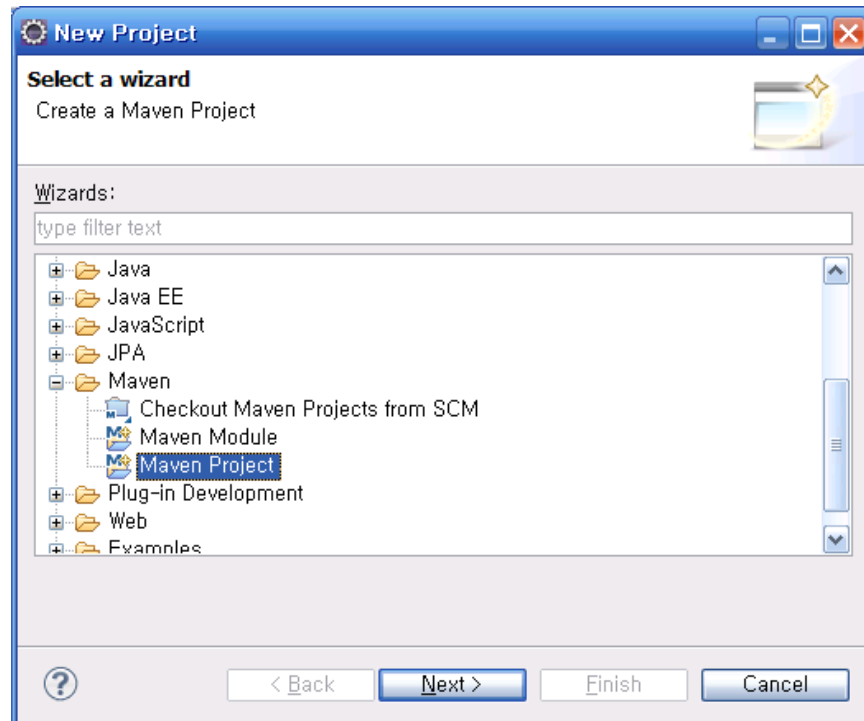 New Project
Select a wizard
Create a Maven Project
Wizards:
type filter text
Java
Java EE
JavaScript
JPA
Maven
Checkout Maven Projects from SCM
Maven Module
Maven Project
Plug-in Development
Web
Examples
< Back
Next >
Finish
Cancel